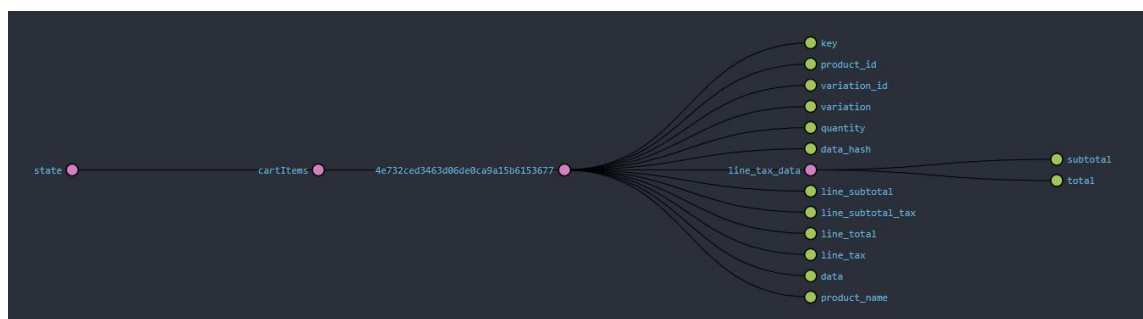 state
cartItems
4e732ced3463d06de0ca9a15b6153677
key
product_id
variation_id
variation
quantity
data_hash
line_tax_data
subtotal
total
line_subtotal
line_subtotal_tax
line_total
line_tax
data
product_name